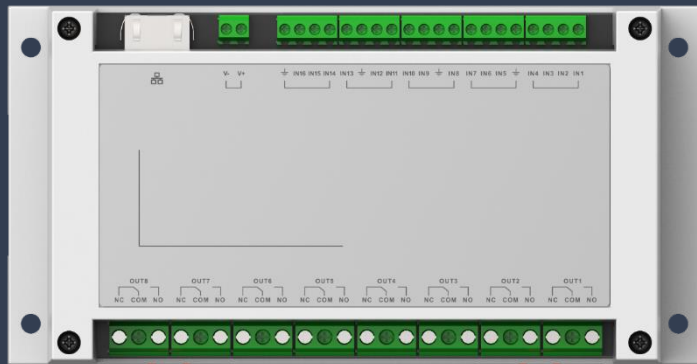 V- V+ ⏚ IN16 IN15 IN14 IN13 ⏚ IN12 IN11 IN10 IN9 ⏚ IN8 IN7 IN6 IN5 ⏚ IN4 IN3 IN2 IN1
OUT8 OUT7 OUT6 OUT5 OUT4 OUT3 OUT2 OUT1
NC COM NO NC COM NO NC COM NO NC COM NO NC COM NO NC COM NO NC COM NO NC COM NO